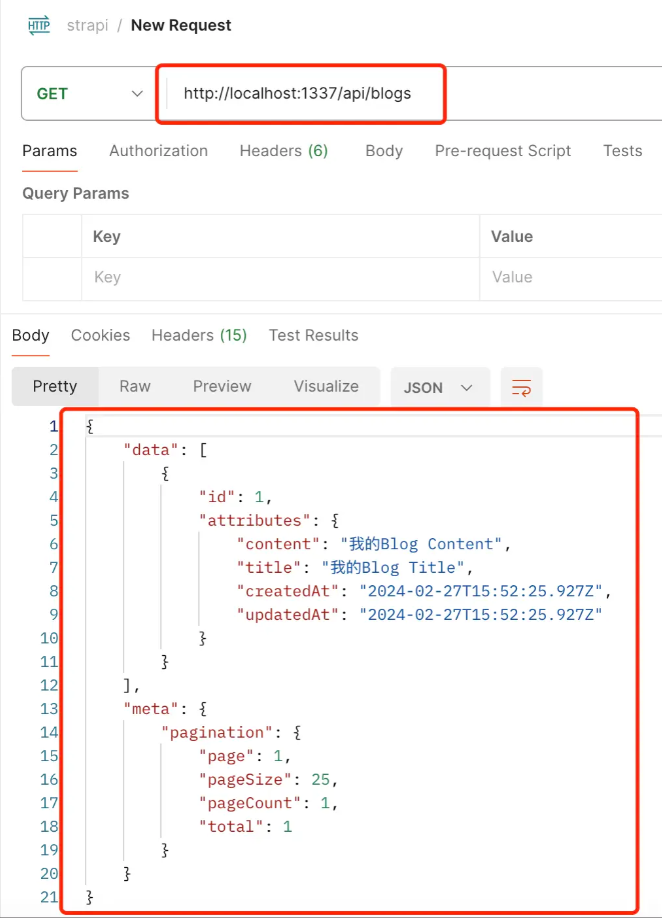 HTTP strapi / New Request
GET http://localhost:1337/api/blogs
Params Authorization Headers (6) Body Pre-request Script Tests
Query Params
Key Value
Key Value
Body Cookies Headers (15) Test Results
Pretty Raw Preview Visualize JSON
1 {
2 "data": [
3 {
4 "id": 1,
5 "attributes": {
6 "content": "我的Blog Content",
7 "title": "我的Blog Title",
8 "createdAt": "2024-02-27T15:52:25.927Z",
9 "updatedAt": "2024-02-27T15:52:25.927Z"
10 }
11 }
12 ],
13 "meta": {
14 "pagination": {
15 "page": 1,
16 "pageSize": 25,
17 "pageCount": 1,
18 "total": 1
19 }
20 }
21 }